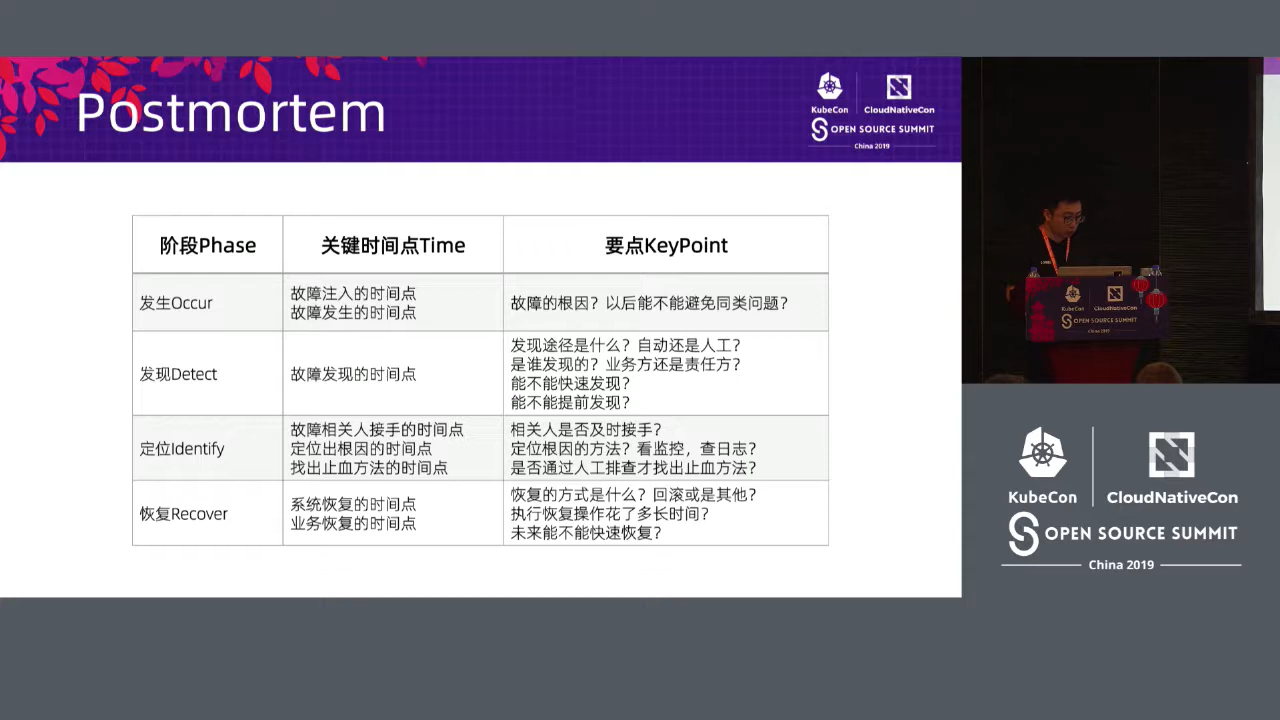 Postmortem
KubeCon
CloudNativeCon
OPEN SOURCE SUMMIT
China 2019
阶段Phase
关键时间点Time
要点KeyPoint
发生Occur
故障注入的时间点
故障发生的时间点
故障的根因？以后能不能避免同类问题？
发现Detect
故障发现的时间点
发现途径是什么？自动还是人工？
是谁发现的？业务方还是责任方？
能不能快速发现？
能不能提前发现？
定位Identify
故障相关人接手的时间点
定位出根因的时间点
找出止血方法的时间点
相关人是否及时接手？
定位根因的方法？看监控，查日志？
是否通过人工排查才找出止血方法？
恢复Recover
系统恢复的时间点
业务恢复的时间点
恢复的方式是什么？回滚或是其他？
执行恢复操作花了多长时间？
未来能不能快速恢复？
KubeCon
CloudNativeCon
OPEN SOURCE SUMMIT
China 2019
KubeCon
CloudNativeCon
OPEN SOURCE SUMMIT
China 2019